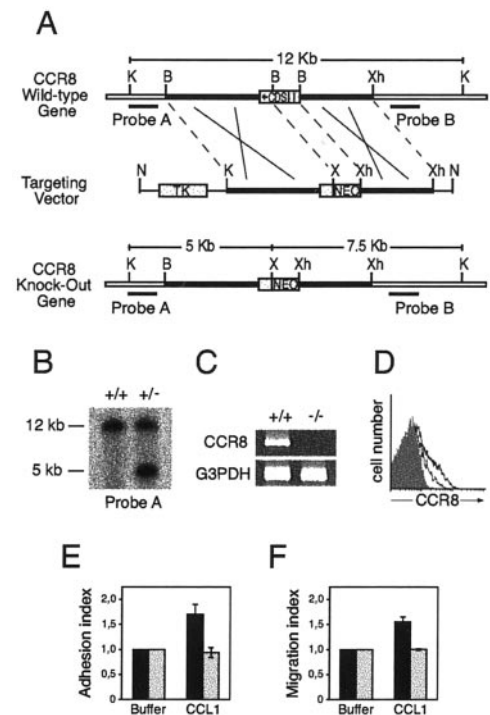 A
12 Kb
CCR8 Wild-type Gene
K B B B Xh K
CDS
Probe A Probe B
Targeting Vector
N K X Xh Xh N
TK NEO
5 Kb 7.5 Kb
CCR8 Knock-Out Gene
K B X Xh Xh K
NEO
Probe A Probe B
B
+/+ +/-
12 kb
5 kb
Probe A
C
+/+ -/-
CCR8
G3PDH
D
cell number
CCR8
E
Adhesion index
2,0
1,5
1,0
0,5
0
Buffer CCL1
F
Migration index
2,0
1,5
1,0
0,5
0
Buffer CCL1